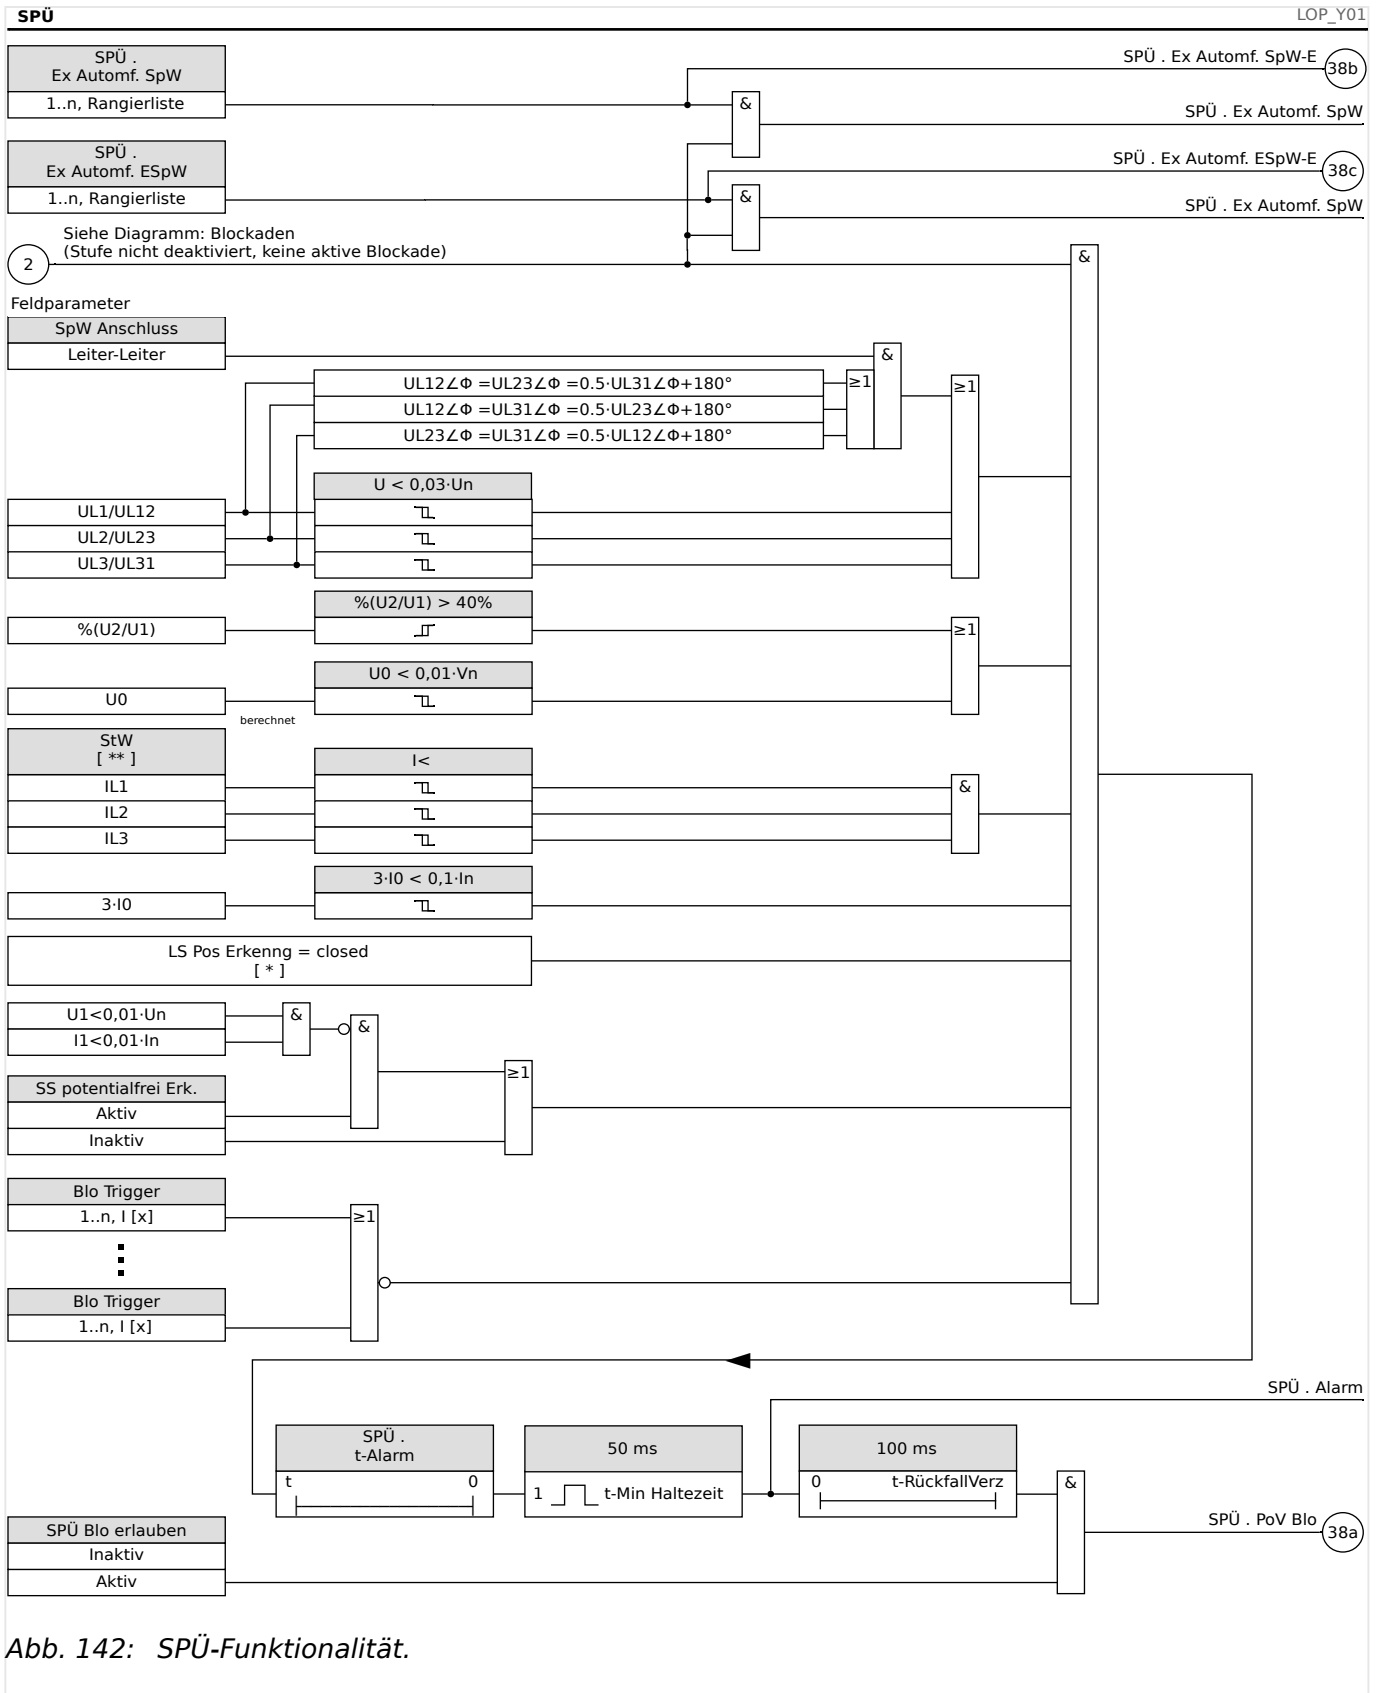 SPÜ
LOP_Y01
SPÜ .
Ex Automf. SpW
1..n, Rangierliste
SPÜ . Ex Automf. SpW-E
38b
&
SPÜ . Ex Automf. SpW
SPÜ .
Ex Automf. ESpW
1..n, Rangierliste
SPÜ . Ex Automf. ESpW-E
38c
&
SPÜ . Ex Automf. SpW
Siehe Diagramm: Blockaden
(Stufe nicht deaktiviert, keine aktive Blockade)
2
&
Feldparameter
SpW Anschluss
Leiter-Leiter
&
UL12∠Φ =UL23∠Φ =0.5·UL31∠Φ+180°
≥1
≥1
UL12∠Φ =UL31∠Φ =0.5·UL23∠Φ+180°
UL23∠Φ =UL31∠Φ =0.5·UL12∠Φ+180°
U < 0,03·Un
UL1/UL12
UL2/UL23
UL3/UL31
%(U2/U1) > 40%
%(U2/U1)
≥1
U0 < 0,01·Vn
U0
berechnet
StW
[ ** ]
I<
IL1
&
IL2
IL3
3·I0 < 0,1·In
3·I0
LS Pos Erkenng = closed
[ * ]
U1<0,01·Un
&
&
I1<0,01·In
≥1
SS potentialfrei Erk.
Aktiv
Inaktiv
Blo Trigger
1..n, I [x]
≥1
Blo Trigger
1..n, I [x]
SPÜ . Alarm
SPÜ .
t-Alarm
50 ms
100 ms
t
0
1
t-Min Haltezeit
0
t-RückfallVerz
&
SPÜ . PoV Blo
38a
SPÜ Blo erlauben
Inaktiv
Aktiv
Abb. 142: SPÜ-Funktionalität.